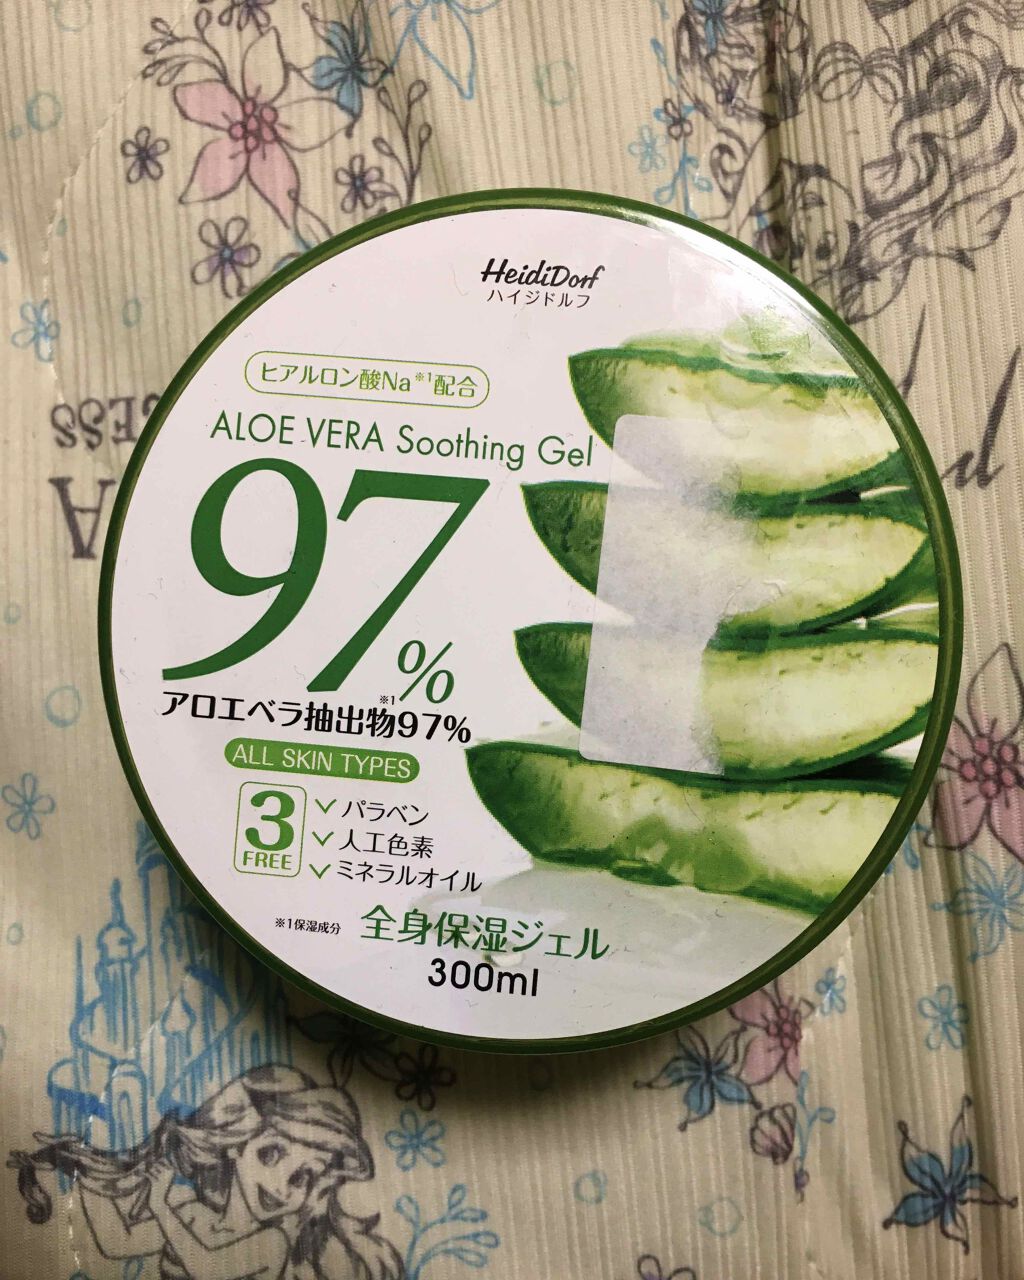 HeidiDorf
ハイジドルフ
ヒアルロン酸Na※1配合
ALOE VERA Soothing Gel
97%
アロエベラ抽出物※197%
ALL SKIN TYPES
3 FREE
パラベン
人工色素
ミネラルオイル
※1保湿成分
全身保湿ジェル
300ml